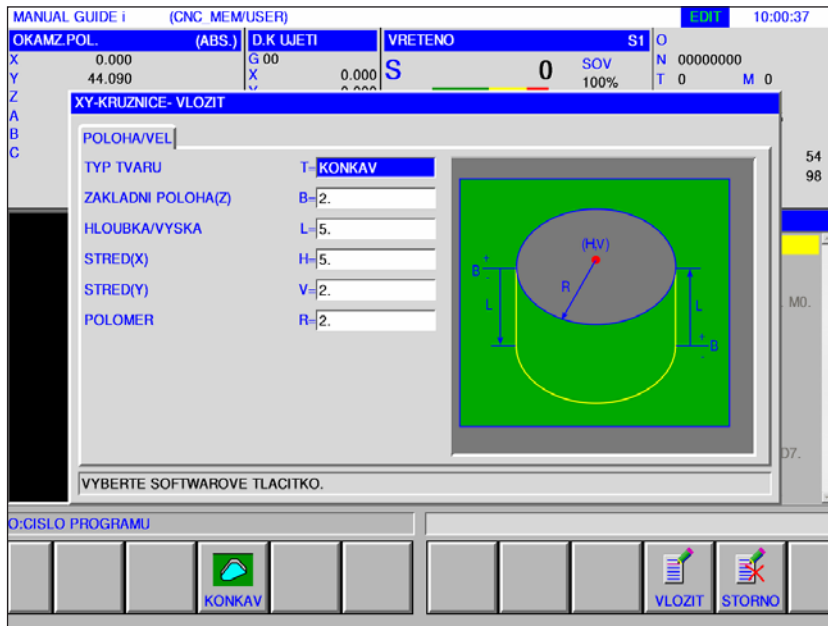 MANUAL GUIDE i (CNC_MEM/USER) EDIT 10:00:37
OKAMZ.POL. (ABS.) D.K UJETI VRETENO S1 O
X 0.000 G 00 N 00000000
Y 44.090 X 0.000 S 0 SOV 100% T 0 M 0
Z
A
B
C
54
98
XY-KRUZNICE- VLOZIT
POLOHA/VEL
TYP TVARU T= KONKAV
ZAKLADNI POLOHA(Z) B= 2.
HLOUBKA/VYSKA L= 5.
STRED(X) H= 5.
STRED(Y) V= 2.
POLOMER R= 2.
(H,V)
B + -
R
L
L
+ - B
M0.
07.
VYBERTE SOFTWAROVE TLACITKO.
O:CISLO PROGRAMU
KONKAV VLOZIT STORNO